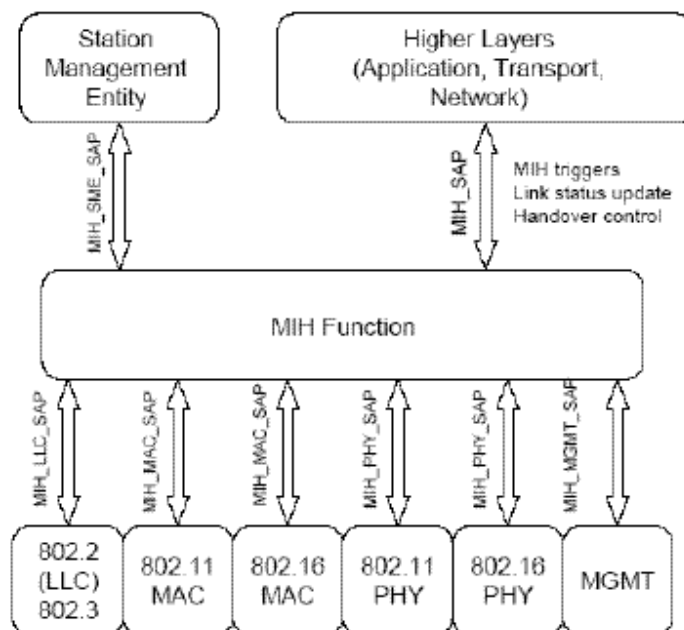 Station
Management
Entity
Higher Layers
(Application, Transport,
Network)
MIH_SME_SAP
MIH_SAP
MIH triggers
Link status update
Handover control
MIH Function
MIH_LLC_SAP
MIH_MAC_SAP
MIH_MAC_SAP
MIH_PHY_SAP
MIH_PHY_SAP
MIH_MGMT_SAP
802.2
(LLC)
802.3
802.11
MAC
802.16
MAC
802.11
PHY
802.16
PHY
MGMT